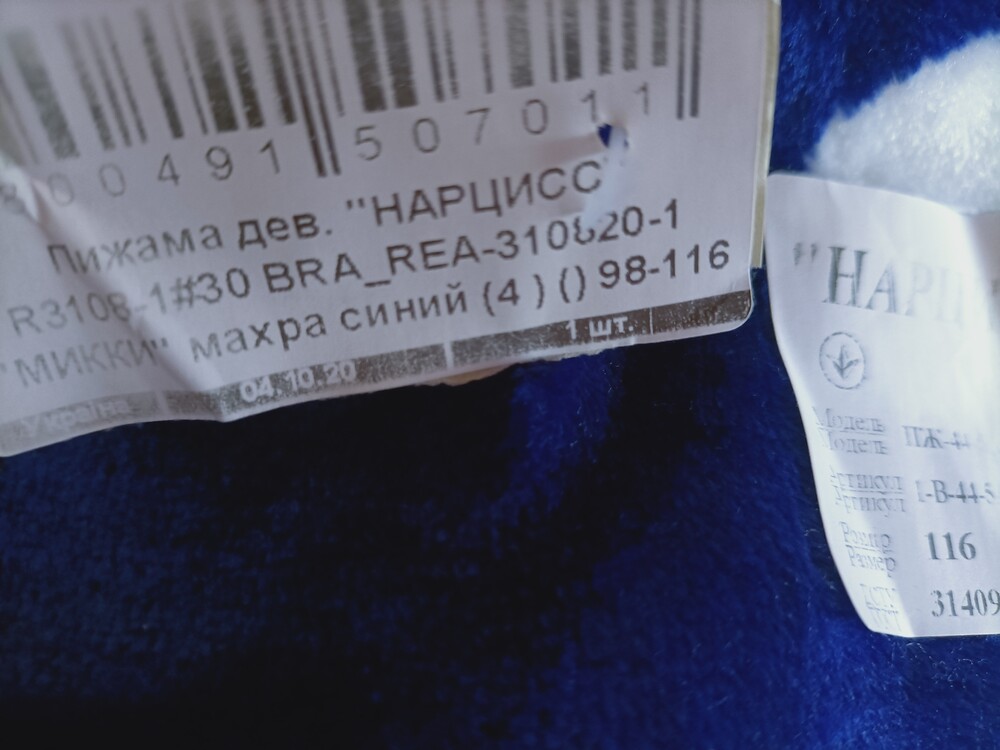 00491 507011
Пижама дев. "НАРЦИСС
R3108-1#30 BRA_REA-310820-1
"МИККИ" махра синий (4 ) () 98-116
1 шт.
04.10.20
Україна
"НАРЦ
Модель ПЖ-44
Модель
Артикул 1-В-44-5
Артикул
Розмір 116
Размер
31409